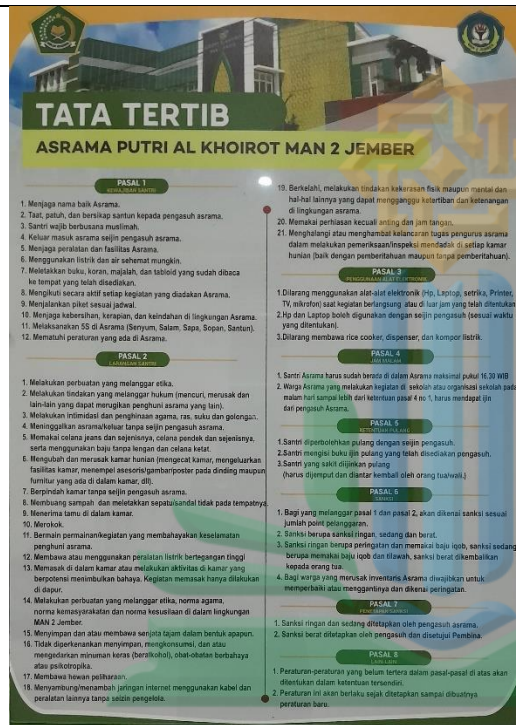 TATA TERTIB
ASRAMA PUTRI AL KHOIROT MAN 2 JEMBER
PASAL 1
KEWAJIBAN SANTRI
1. Menjaga nama baik Asrama.
2. Taat, patuh, dan bersikap santun kepada pengasuh asrama.
3. Santri wajib berbusana muslimah.
4. Keluar masuk asrama seijin pengasuh asrama.
5. Menjaga peralatan dan fasilitas Asrama.
6. Menggunakan listrik dan air sehemat mungkin.
7. Meletakkan buku, koran, majalah, dan tabloid yang sudah dibaca
ke tempat yang telah disediakan.
8. Mengikuti secara aktif setiap kegiatan yang diadakan Asrama.
9. Menjalankan piket sesuai jadwal.
10. Menjaga kebersihan, kerapian, dan keindahan di lingkungan Asrama.
11. Melaksanakan 5S di Asrama (Senyum, Salam, Sapa, Sopan, Santun).
12. Mematuhi peraturan yang ada di Asrama.
PASAL 2
LARANGAN SANTRI
1. Melakukan perbuatan yang melanggar etika.
2. Melakukan tindakan yang melanggar hukum (mencuri, merusak dan
lain-lain yang dapat merugikan penghuni asrama yang lain).
3. Melakukan intimidasi dan penghinaan agama, ras, suku dan golongan.
4. Meninggalkan asrama/keluar tanpa seijin pengasuh asrama.
5. Memakai celana jeans dan sejenisnya, celana pendek dan sejenisnya,
serta menggunakan baju tanpa lengan dan celana ketat.
6. Mengubah dan merusak kamar hunian (mengecat kamar, mengeluarkan
fasilitas kamar, menempel asesoris/gambar/poster pada dinding maupun
furnitur yang ada di dalam kamar, dll).
7. Berpindah kamar tanpa seijin pengasuh asrama.
8. Membuang sampah dan meletakkan sepatu/sandal tidak pada tempatnya.
9. Menerima tamu di dalam kamar.
10. Merokok.
11. Bermain permainan/kegiatan yang membahayakan keselamatan
penghuni asrama.
12. Membawa atau menggunakan peralatan listrik bertegangan tinggi
13. Memasak di dalam kamar atau melakukan aktivitas di kamar yang
berpotensi menimbulkan bahaya. Kegiatan memasak hanya dilakukan
di dapur.
14. Melakukan perbuatan yang melanggar etika, norma agama,
norma kemasyarakatan dan norma kesusilaan di dalam lingkungan
MAN 2 Jember.
15. Menyimpan dan atau membawa senjata tajam dalam bentuk apapun.
16. Tidak diperkenankan menyimpan, mengkonsumsi, dan atau
mengedarkan minuman keras (beralkohol), obat-obatan berbahaya
atau psikotropika.
17. Membawa hewan peliharaan.
18. Menyambung/menambah jaringan internet menggunakan kabel dan
peralatan lainnya tanpa seizin pengelola.
19. Berkelahi, melakukan tindakan kekerasan fisik maupun mental dan
hal-hal lainnya yang dapat mengganggu ketertiban dan ketenangan
di lingkungan asrama.
20. Memakai perhiasan kecuali anting dan jam tangan.
21. Menghalangi atau menghambat kelancaran tugas pengurus asrama
dalam melakukan pemeriksaan/inspeksi mendadak di setiap kamar
hunian (baik dengan pemberitahuan maupun tanpa pemberitahuan).
PASAL 3
PENGGUNAAN ALAT ELEKTRONIK
1.Dilarang menggunakan alat-alat elektronik (Hp, Laptop, setrika, Printer,
TV, mikrofon) saat kegiatan berlangsung atau di luar jam yang telah ditentukan
2.Hp dan Laptop boleh digunakan dengan seijin pengasuh (sesuai waktu
yang ditentukan).
3.Dilarang membawa rice cooker, dispenser, dan kompor listrik.
PASAL 4
JAM MALAM
1. Santri Asrama harus sudah berada di dalam Asrama maksimal pukul 16.30 WIB
2. Warga Asrama yang melakukan kegiatan di sekolah atau organisasi sekolah pada
malam hari sampai lebih dari ketentuan pasal 4 no 1, harus mendapat ijin
dari pengasuh Asrama.
PASAL 5
KETENTUAN PULANG
1.Santri diperbolehkan pulang dengan seijin pengasuh.
2.Santri mengisi buku ijin pulang yang telah disediakan pengasuh.
3.Santri yang sakit diijinkan pulang
(harus dijemput dan diantar kembali oleh orang tua/wali.)
PASAL 6
SANKSI
1. Bagi yang melanggar pasal 1 dan pasal 2, akan dikenai sanksi sesuai
jumlah point pelanggaran.
2. Sanksi berupa sanksi ringan, sedang dan berat.
3. Sanksi ringan berupa peringatan dan memakai baju iqob, sanksi sedang
berupa memakai baju iqob dan tilawah, sanksi berat dikembalikan
kepada orang tua.
4. Bagi warga yang merusak inventaris Asrama diwajibkan untuk
memperbaiki atau menggantinya dan dikenai peringatan.
PASAL 7
PENETAPAN SANKSI
1. Sanksi ringan dan sedang ditetapkan oleh pengasuh asrama.
2. Sanksi berat ditetapkan oleh pengasuh dan disetujui Pembina.
PASAL 8
LAIN-LAIN
1. Peraturan-peraturan yang belum tertera dalam pasal-pasal di atas akan
ditentukan dalam ketentuan tersendiri.
2. Peraturan ini akan berlaku sejak ditetapkan sampai dibuatnya
peraturan baru.